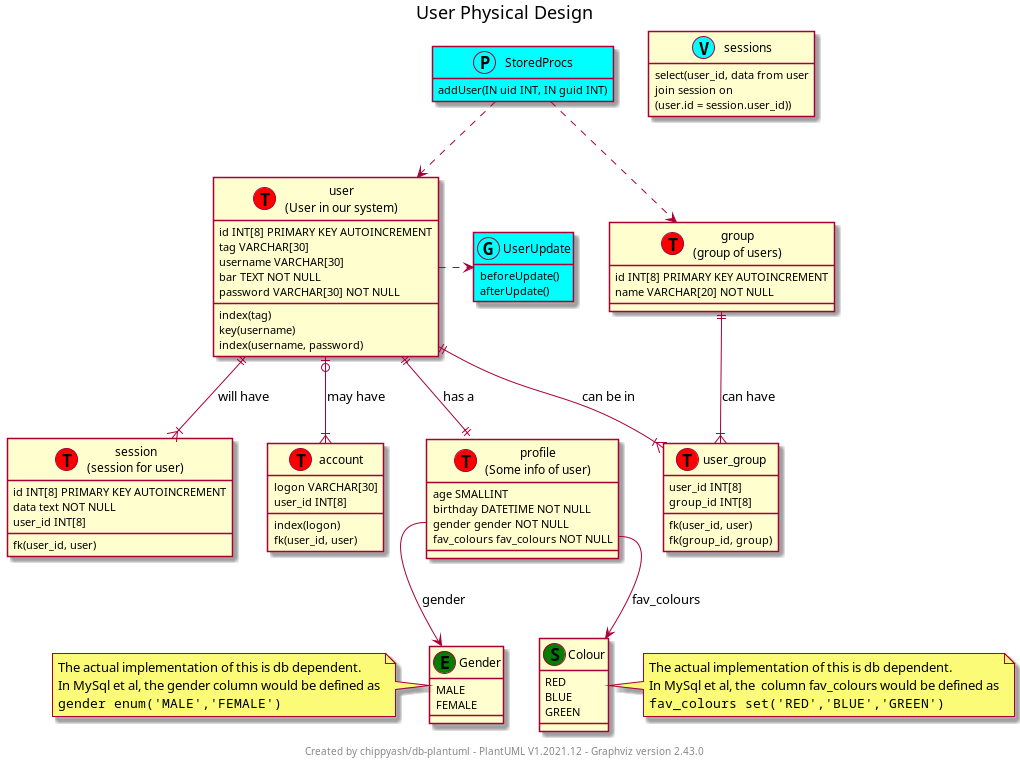 User Physical Design
P StoredProcs
addUser(IN uid INT, IN guid INT)
V sessions
select(user_id, data from user
join session on
(user.id = session.user_id))
T user
(User in our system)
id INT[8] PRIMARY KEY AUTOINCREMENT
tag VARCHAR[30]
username VARCHAR[30]
bar TEXT NOT NULL
password VARCHAR[30] NOT NULL
index(tag)
key(username)
index(username, password)
G UserUpdate
beforeUpdate()
afterUpdate()
T group
(group of users)
id INT[8] PRIMARY KEY AUTOINCREMENT
name VARCHAR[20] NOT NULL
will have
may have
has a
can be in
can have
T session
(session for user)
id INT[8] PRIMARY KEY AUTOINCREMENT
data text NOT NULL
user_id INT[8]
fk(user_id, user)
T account
logon VARCHAR[30]
user_id INT[8]
index(logon)
fk(user_id, user)
T profile
(Some info of user)
age SMALLINT
birthday DATETIME NOT NULL
gender gender NOT NULL
fav_colours fav_colours NOT NULL
T user_group
user_id INT[8]
group_id INT[8]
fk(user_id, user)
fk(group_id, group)
gender
fav_colours
The actual implementation of this is db dependent.
In MySql et al, the gender column would be defined as
gender enum('MALE','FEMALE')
E Gender
MALE
FEMALE
S Colour
RED
BLUE
GREEN
The actual implementation of this is db dependent.
In MySql et al, the  column fav_colours would be defined as
fav_colours set('RED','BLUE','GREEN')
Created by chippyash/db-plantuml - PlantUML V1.2021.12 - Graphviz version 2.43.0